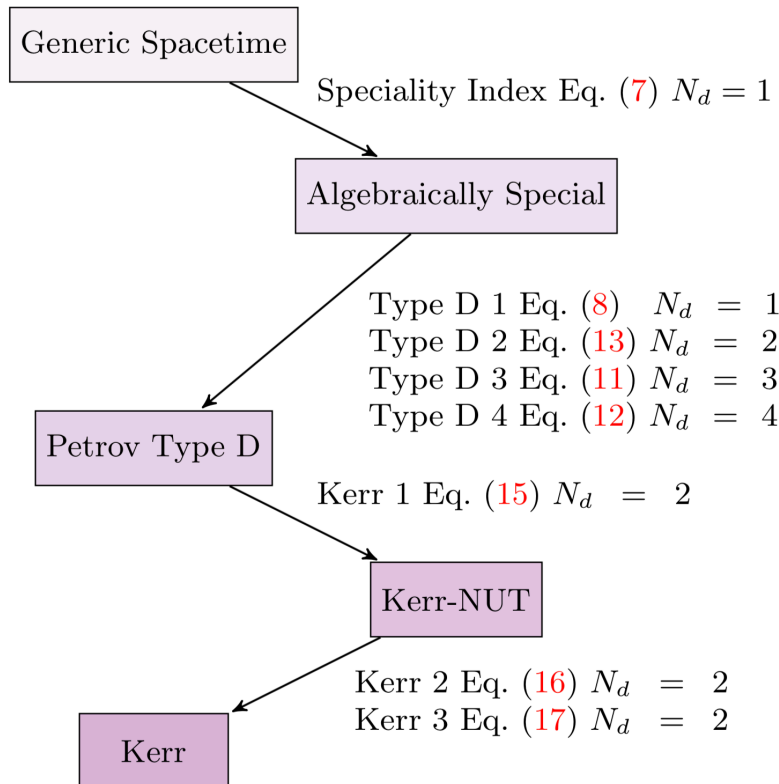 Generic Spacetime
Speciality Index Eq. (7) N_d = 1
Algebraically Special
Type D 1 Eq. (8) N_d = 1
Type D 2 Eq. (13) N_d = 2
Type D 3 Eq. (11) N_d = 3
Type D 4 Eq. (12) N_d = 4
Petrov Type D
Kerr 1 Eq. (15) N_d = 2
Kerr-NUT
Kerr 2 Eq. (16) N_d = 2
Kerr 3 Eq. (17) N_d = 2
Kerr